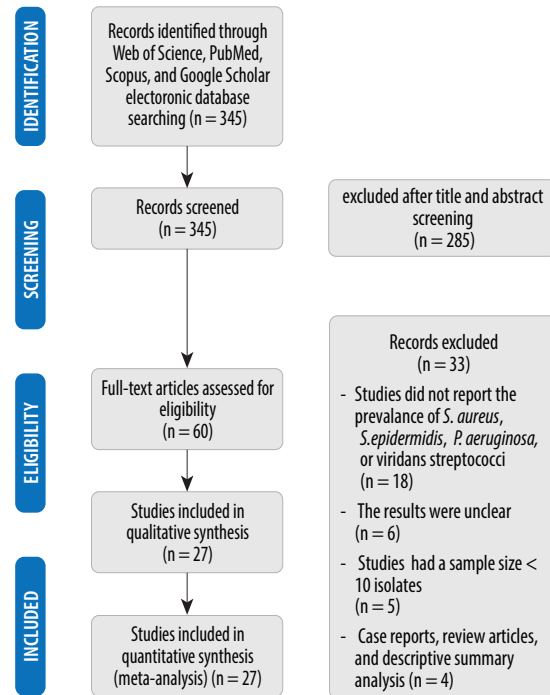 IDENTIFICATION
Records identified through
Web of Science, PubMed,
Scopus, and Google Scholar
electoronic database
searching (n = 345)
SCREENING
Records screened
(n = 345)
excluded after title and abstract
screening
(n = 285)
ELIGIBILITY
Full-text articles assessed for
eligibility
(n = 60)
Records excluded
(n = 33)
- Studies did not report the
prevalence of S. aureus,
S.epidermidis, P. aeruginosa,
or viridans streptococci
(n = 18)
- The results were unclear
(n = 6)
- Studies had a sample size <
10 isolates
(n = 5)
- Case reports, review articles,
and descriptive summary
analysis (n = 4)
Studies included in
qualitative synthesis
(n = 27)
INCLUDED
Studies included in
quantitative synthesis
(meta-analysis) (n = 27)